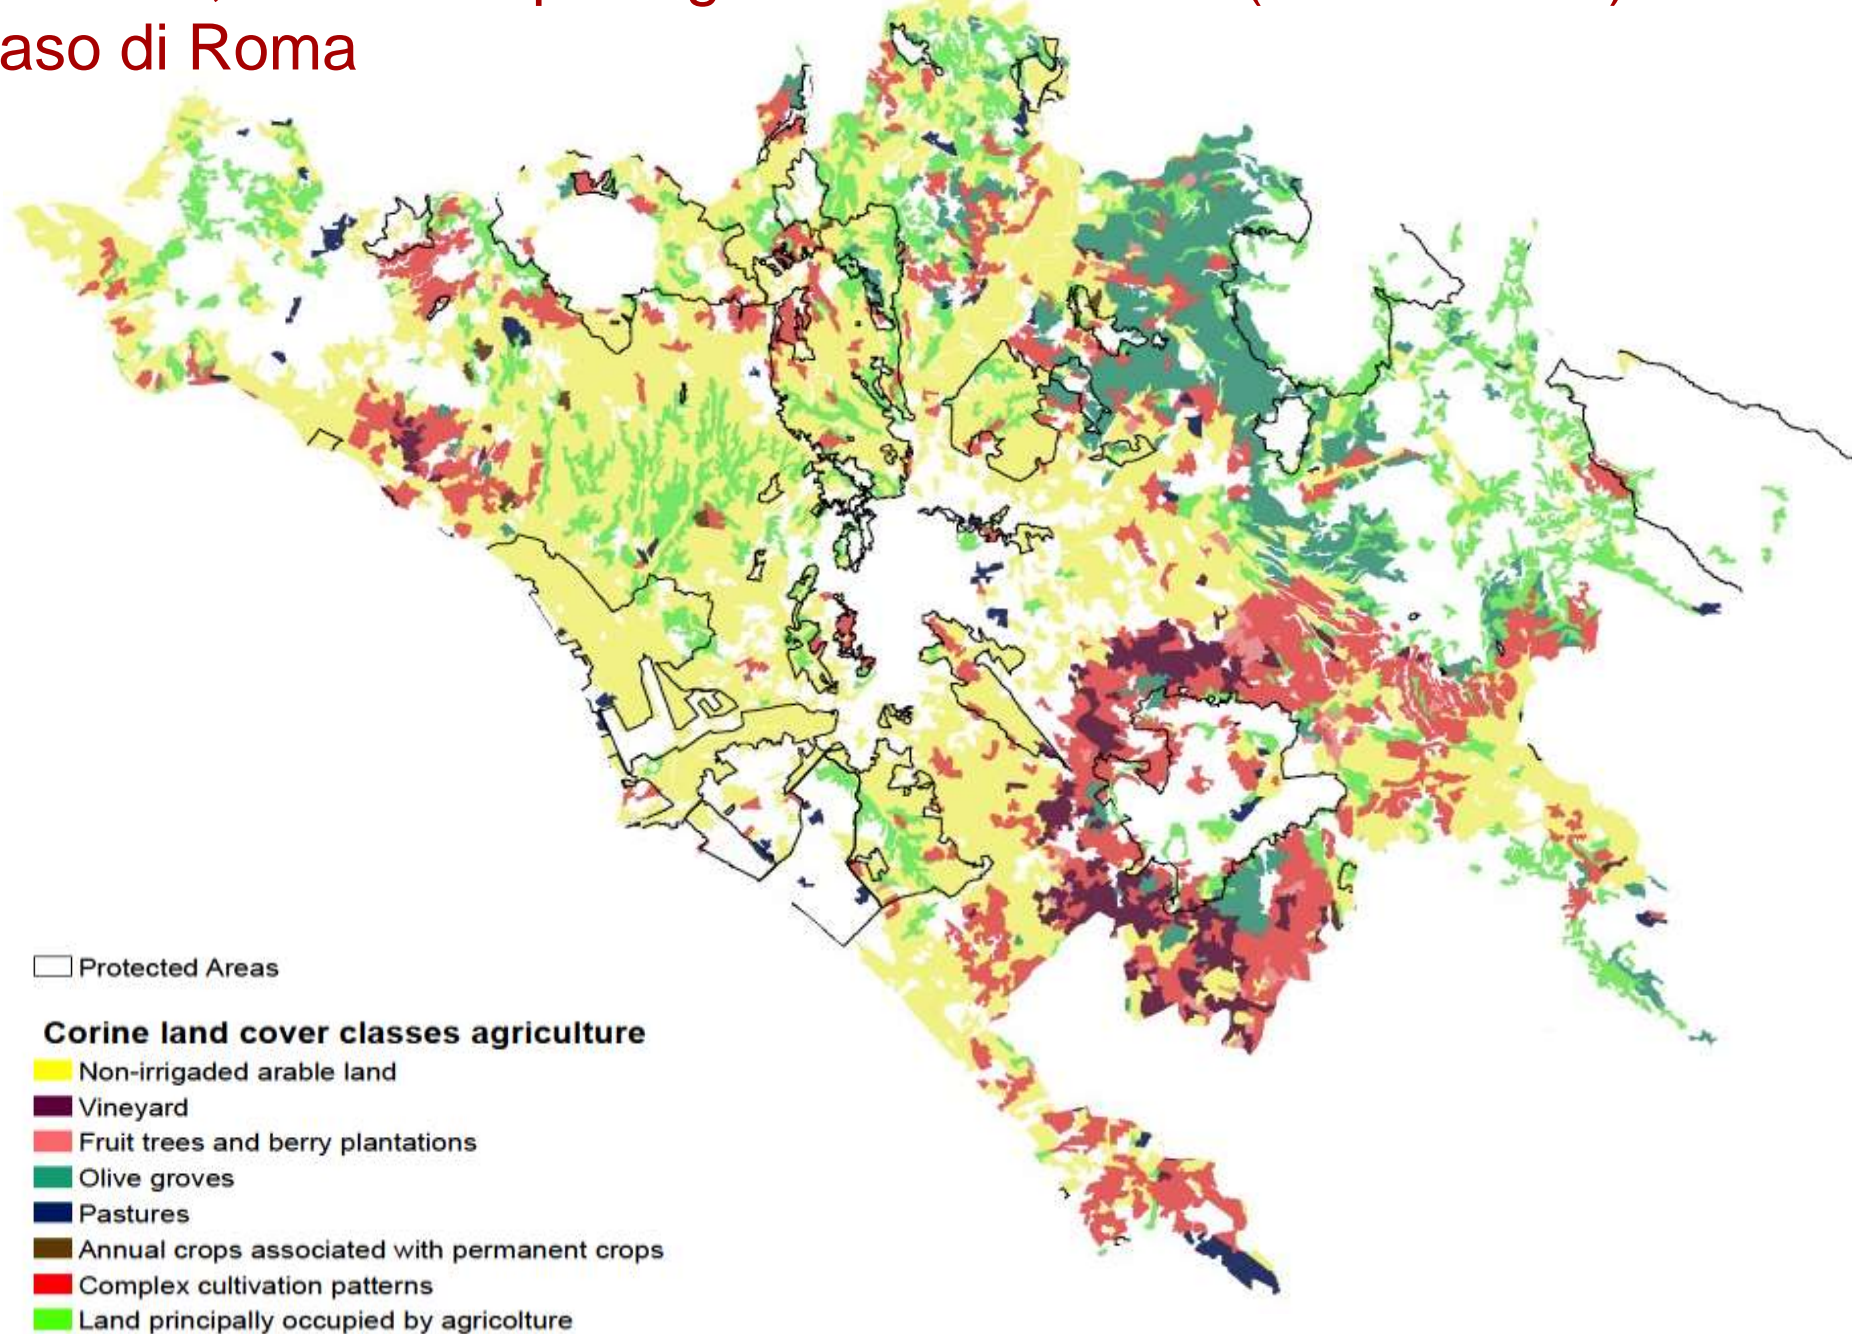 aso di Roma
Protected Areas
Corine land cover classes agriculture
Non-irrigaded arable land
Vineyard
Fruit trees and berry plantations
Olive groves
Pastures
Annual crops associated with permanent crops
Complex cultivation patterns
Land principally occupied by agricolture